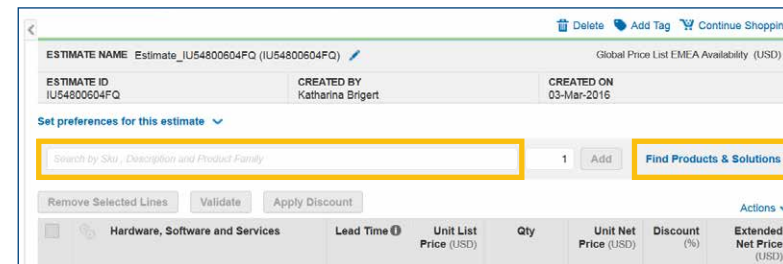 Delete Add Tag Continue Shoppin
ESTIMATE NAME Estimate_IU54800604FQ (IU54800604FQ) Global Price List EMEA Availability (USD)
ESTIMATE ID CREATED BY CREATED ON
IU54800604FQ Katharina Brigert 03-Mar-2016
Set preferences for this estimate
Search by Sku , Description and Product Family 1 Add Find Products & Solutions
Remove Selected Lines Validate Apply Discount
Actions
Hardware, Software and Services Lead Time Unit List Qty Unit Net Discount Extended
Price (USD) Price (USD) (%) Net Price
(USD)